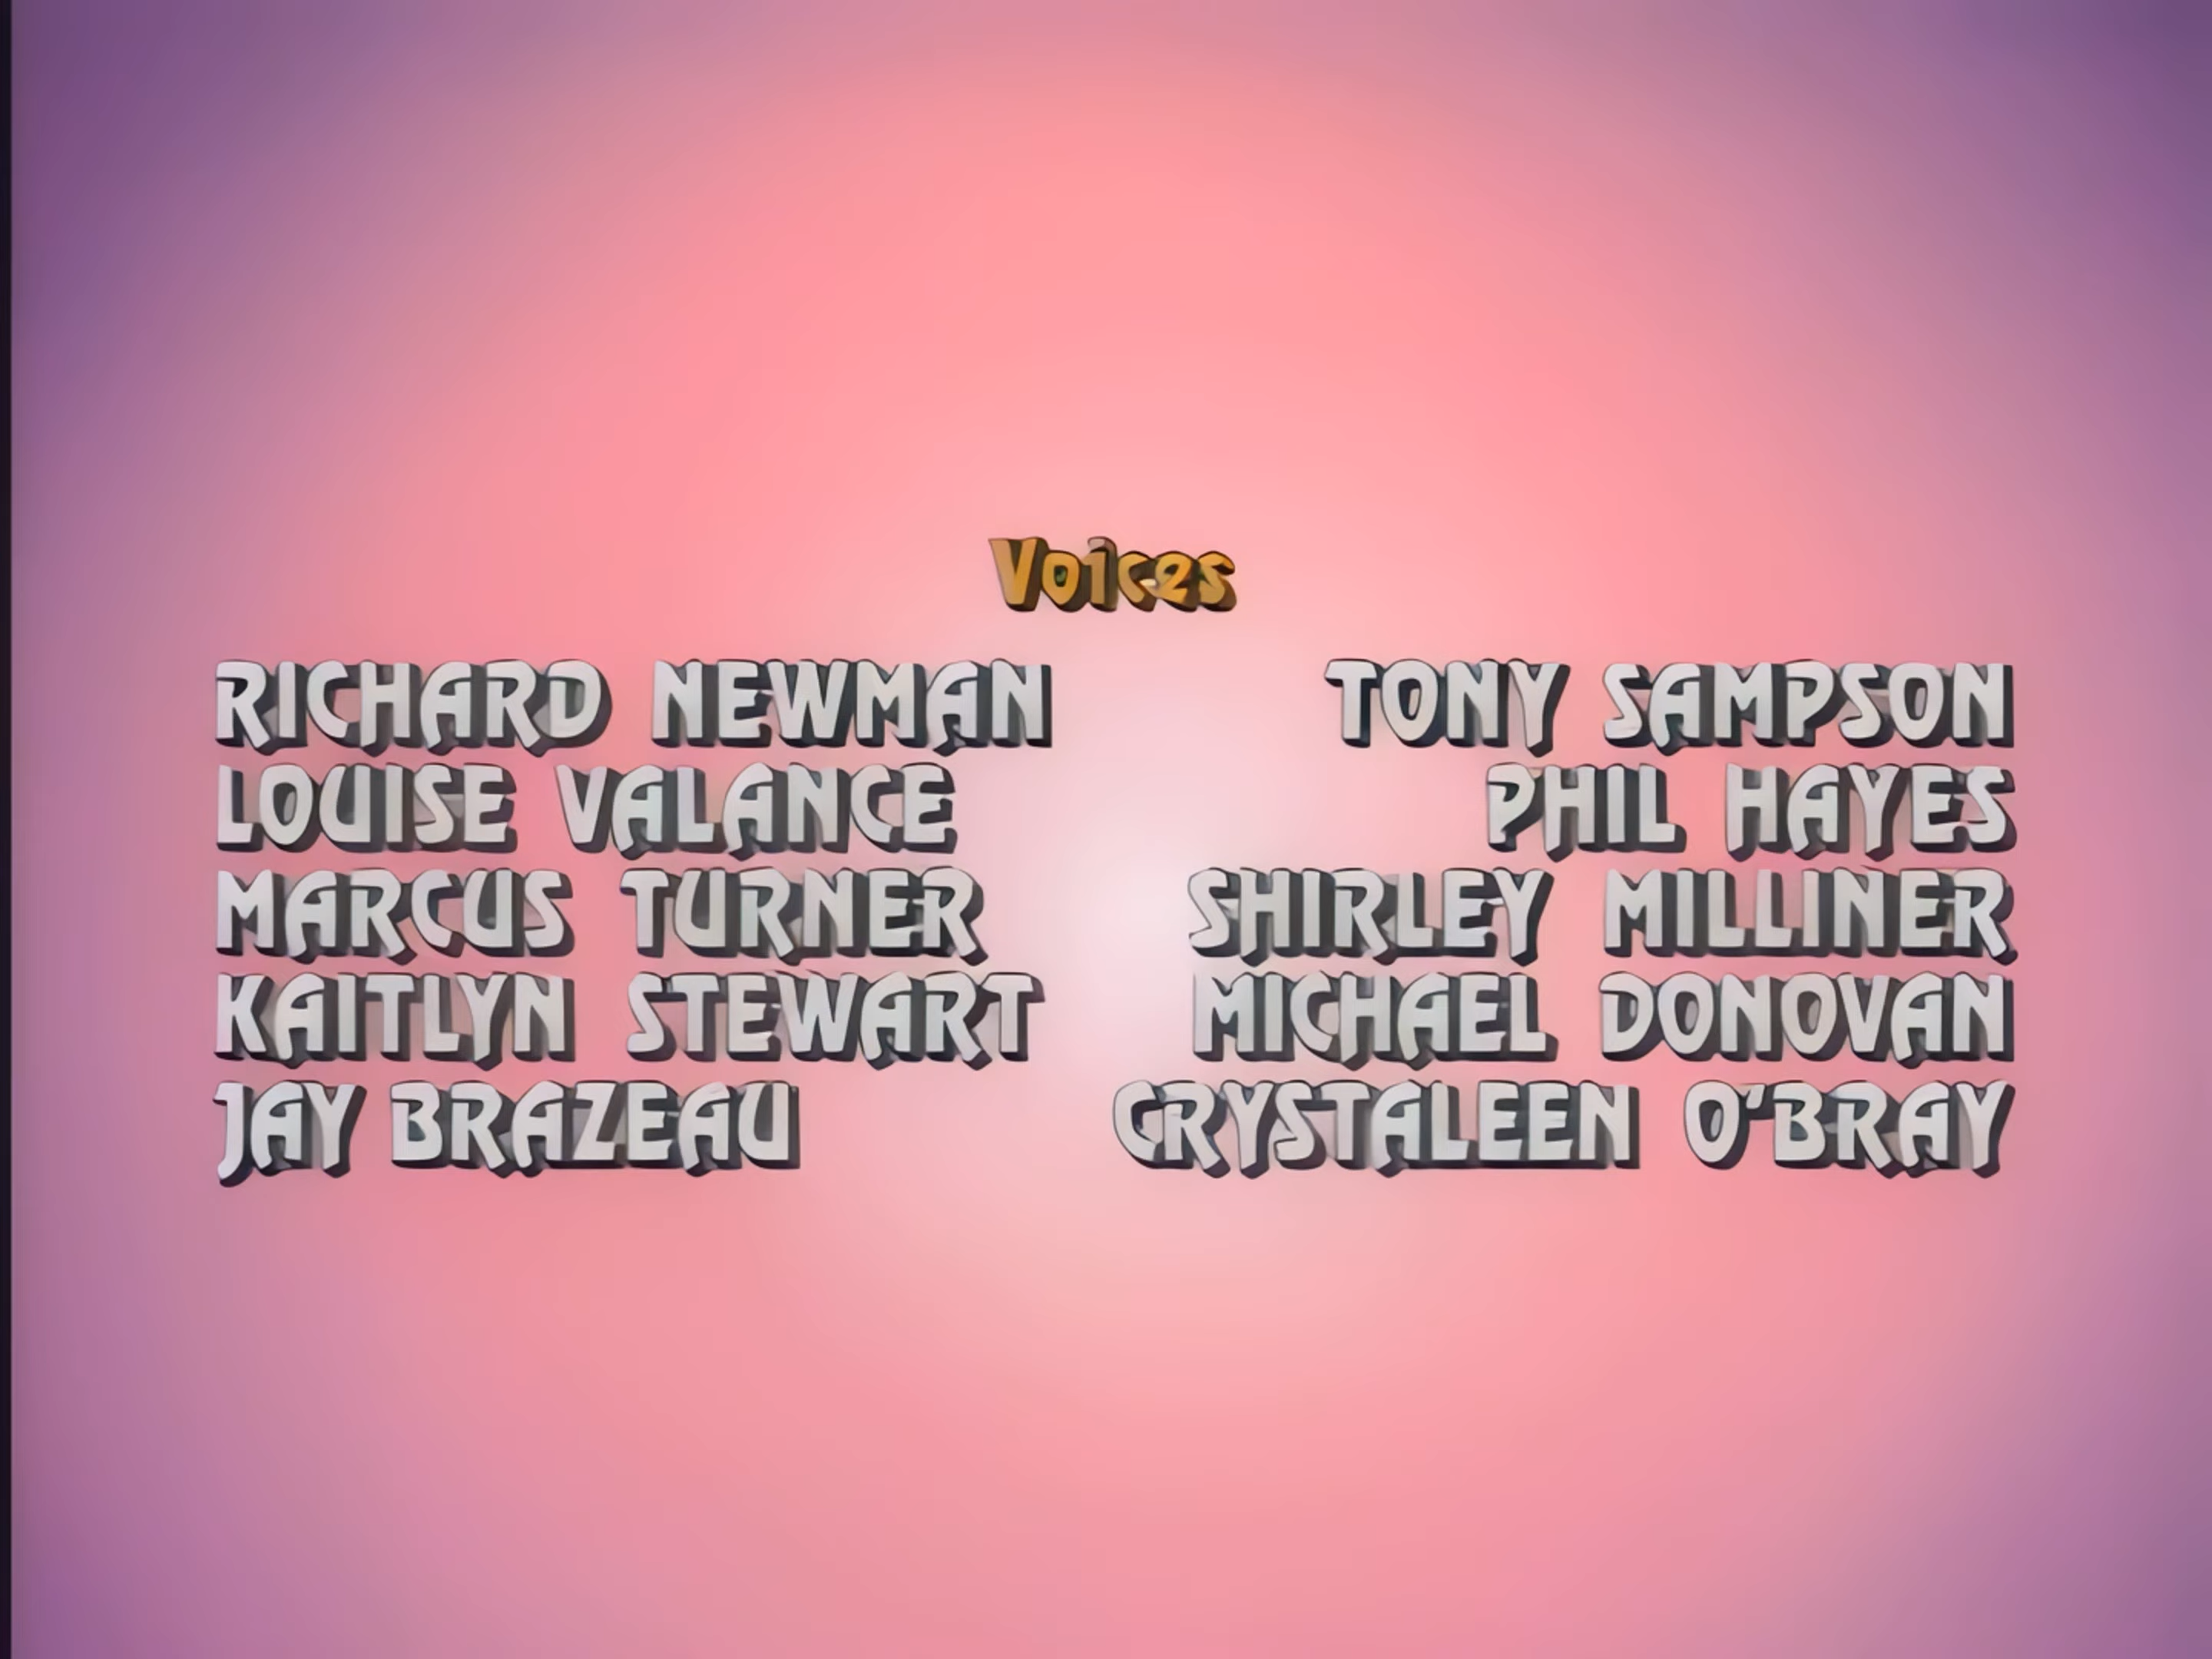 Voices
RICHARD NEWMAN TONY SAMPSON
LOUISE VALANCE PHIL HAYES
MARCUS TURNER SHIRLEY MILLINER
KAITLYN STEWART MICHAEL DONOVAN
JAY BRAZEAU CRYSTALEEN O'BRAY